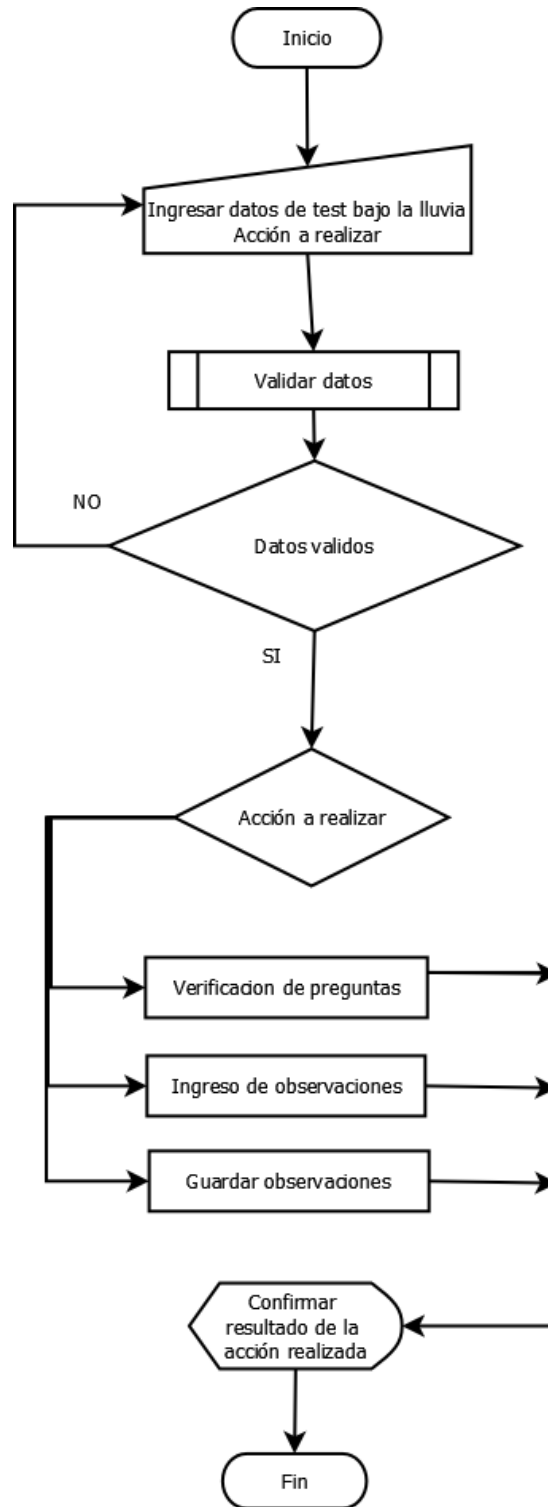 Inicio
Ingresar datos de test bajo la lluvia
Acción a realizar
Validar datos
NO
Datos validos
SI
Acción a realizar
Verificacion de preguntas
Ingreso de observaciones
Guardar observaciones
Confirmar
resultado de la
acción realizada
Fin